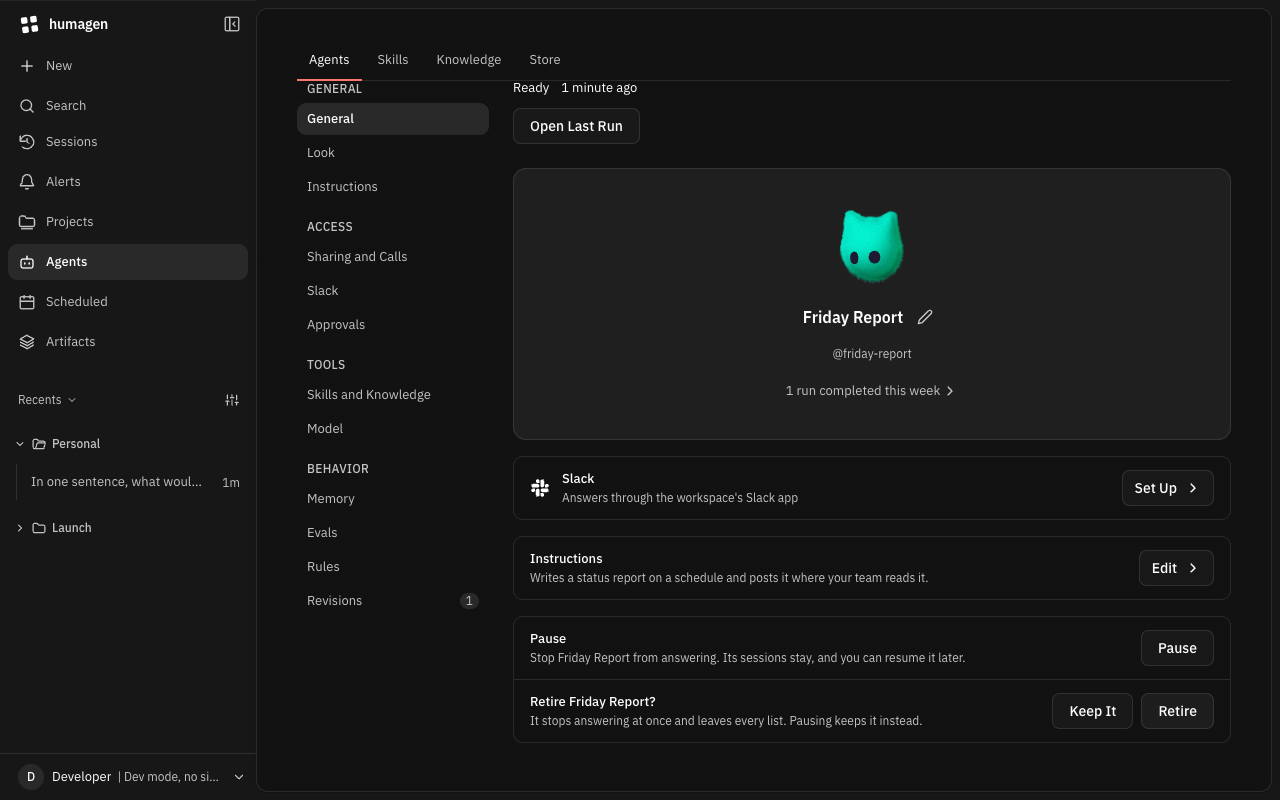 humagen
New
Search
Sessions
Alerts
Projects
Agents
Scheduled
Artifacts
Recents
Personal
In one sentence, what woul... 1m
Launch
D Developer | Dev mode, no si...
Agents Skills Knowledge Store
GENERAL
General
Look
Instructions
ACCESS
Sharing and Calls
Slack
Approvals
TOOLS
Skills and Knowledge
Model
BEHAVIOR
Memory
Evals
Rules
Revisions 1
Ready 1 minute ago
Open Last Run
Friday Report
@friday-report
1 run completed this week
Slack
Answers through the workspace's Slack app
Set Up
Instructions
Writes a status report on a schedule and posts it where your team reads it.
Edit
Pause
Stop Friday Report from answering. Its sessions stay, and you can resume it later.
Pause
Retire Friday Report?
It stops answering at once and leaves every list. Pausing keeps it instead.
Keep It Retire